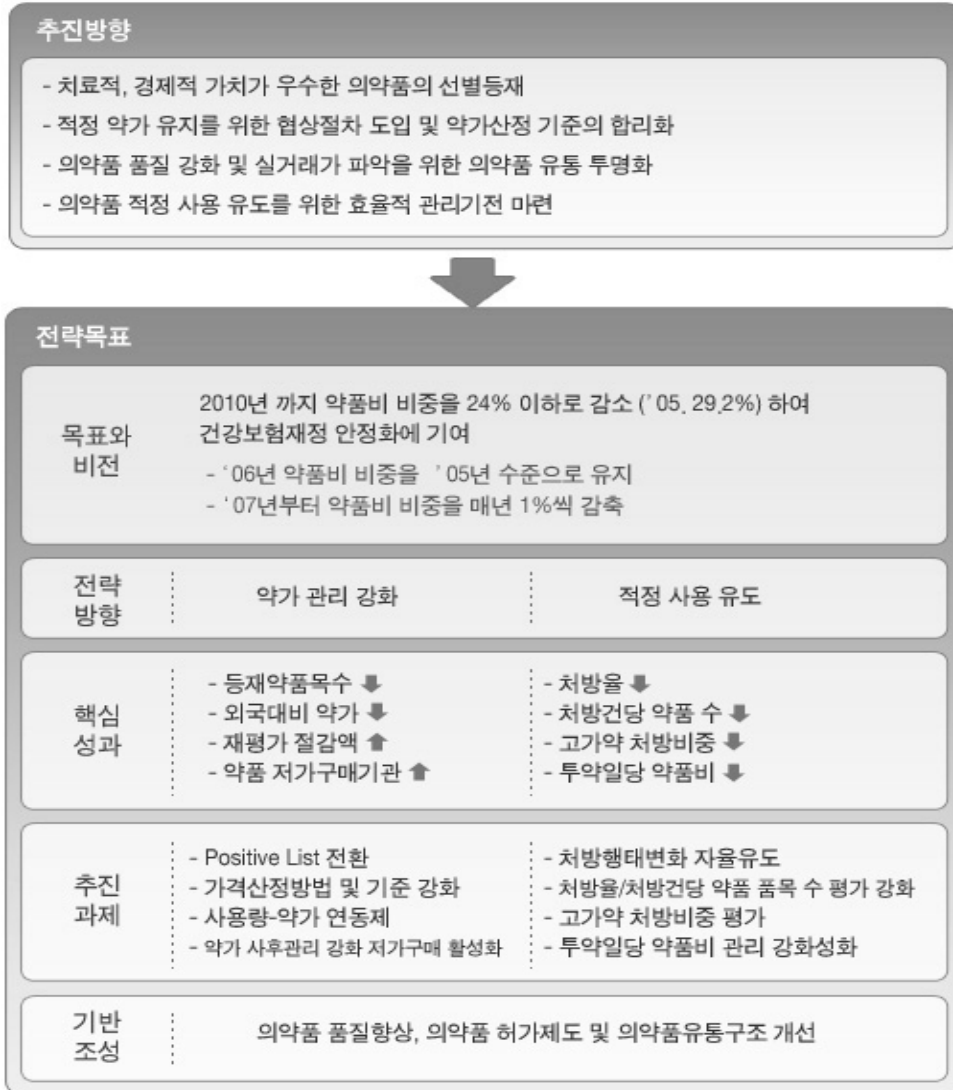 추진방향
- 치료적, 경제적 가치가 우수한 의약품의 선별등재
- 적정 약가 유지를 위한 협상절차 도입 및 약가산정 기준의 합리화
- 의약품 품질 강화 및 실거래가 파악을 위한 의약품 유통 투명화
- 의약품 적정 사용 유도를 위한 효율적 관리기전 마련
전략목표
목표와
비전
2010년 까지 약품비 비중을 24% 이하로 감소 (’05, 29.2%) 하여
건강보험재정 안정화에 기여
- ‘06년 약품비 비중을 ’05년 수준으로 유지
- ‘07년부터 약품비 비중을 매년 1%씩 감축
전략
방향
약가 관리 강화
적정 사용 유도
핵심
성과
- 등재약품목수 ⬇
- 외국대비 약가 ⬇
- 재평가 절감액 ⬆
- 약품 저가구매기관 ⬆
- 처방율 ⬇
- 처방건당 약품 수 ⬇
- 고가약 처방비중 ⬇
- 투약일당 약품비 ⬇
추진
과제
- Positive List 전환
- 가격산정방법 및 기준 강화
- 사용량-약가 연동제
- 약가 사후관리 강화 저가구매 활성화
- 처방행태변화 자율유도
- 처방율/처방건당 약품 품목 수 평가 강화
- 고가약 처방비중 평가
- 투약일당 약품비 관리 강화성화
기반
조성
의약품 품질향상, 의약품 허가제도 및 의약품유통구조 개선